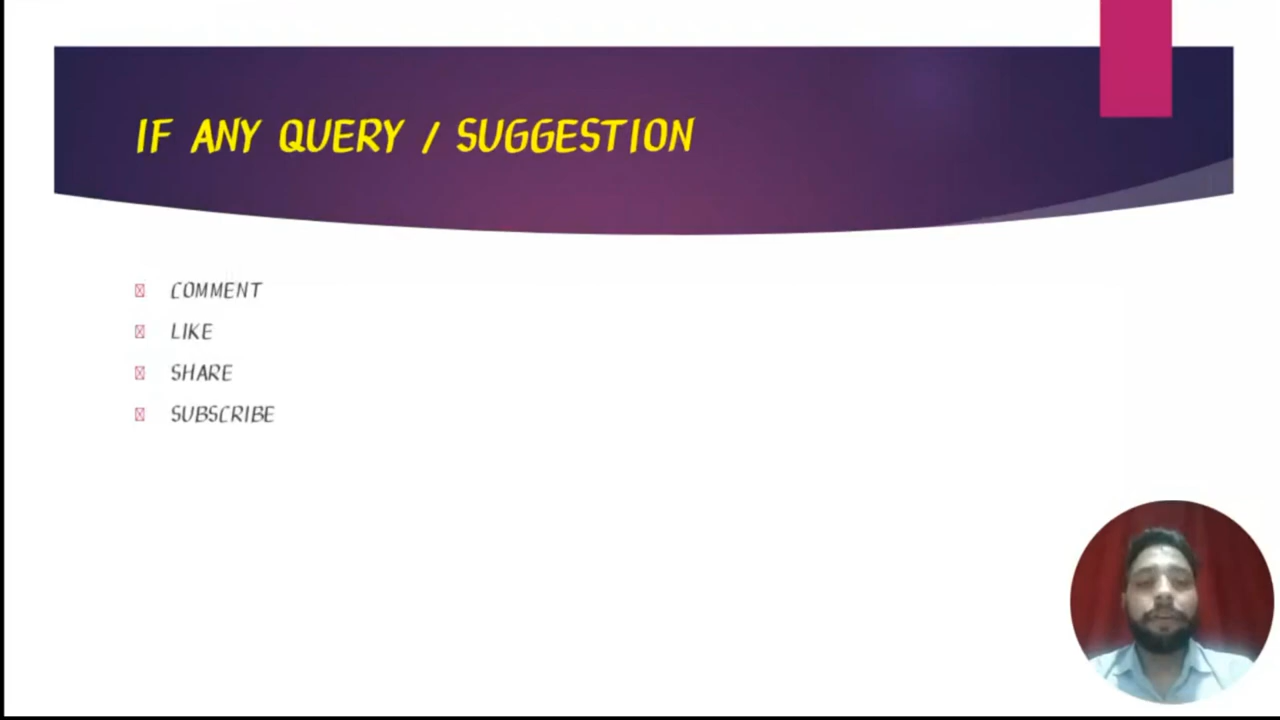 IF ANY QUERY / SUGGESTION
COMMENT
LIKE
SHARE
SUBSCRIBE